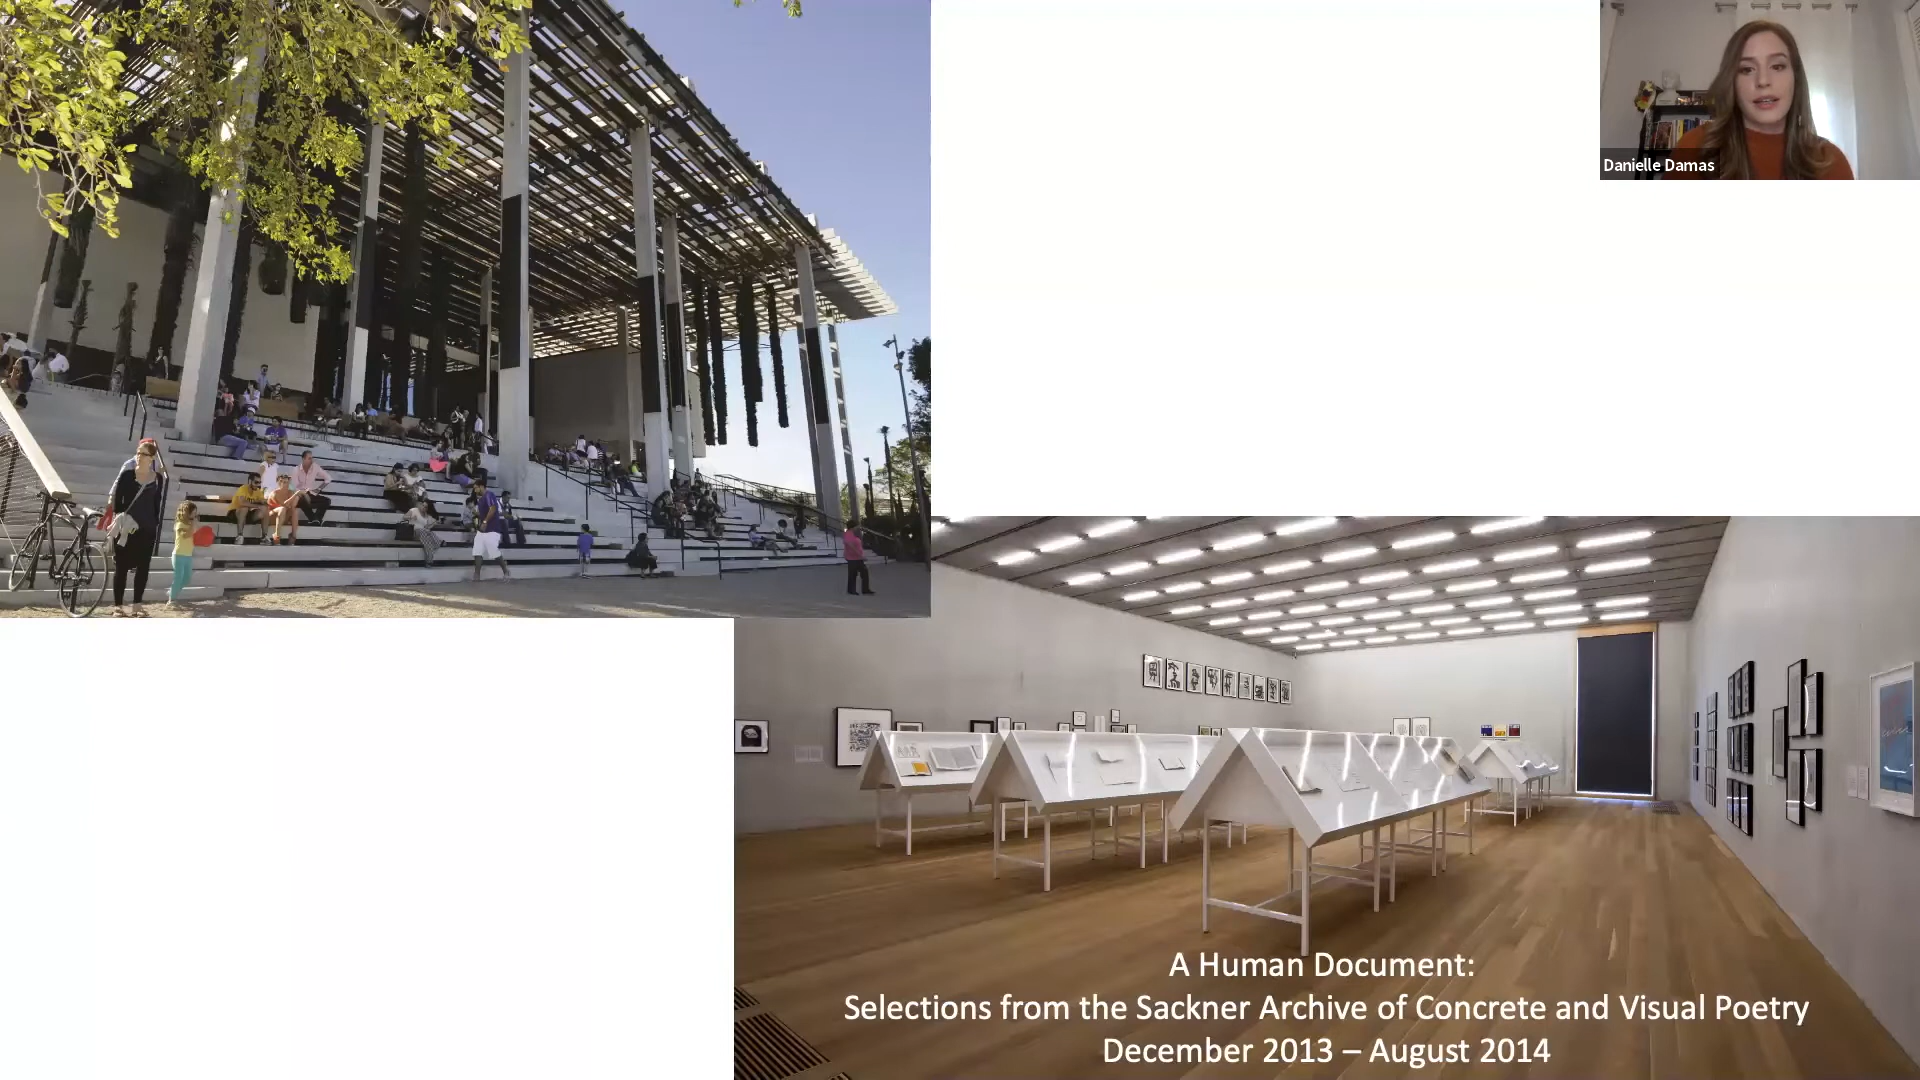 Danielle Damas
A Human Document:
Selections from the Sackner Archive of Concrete and Visual Poetry
December 2013 – August 2014